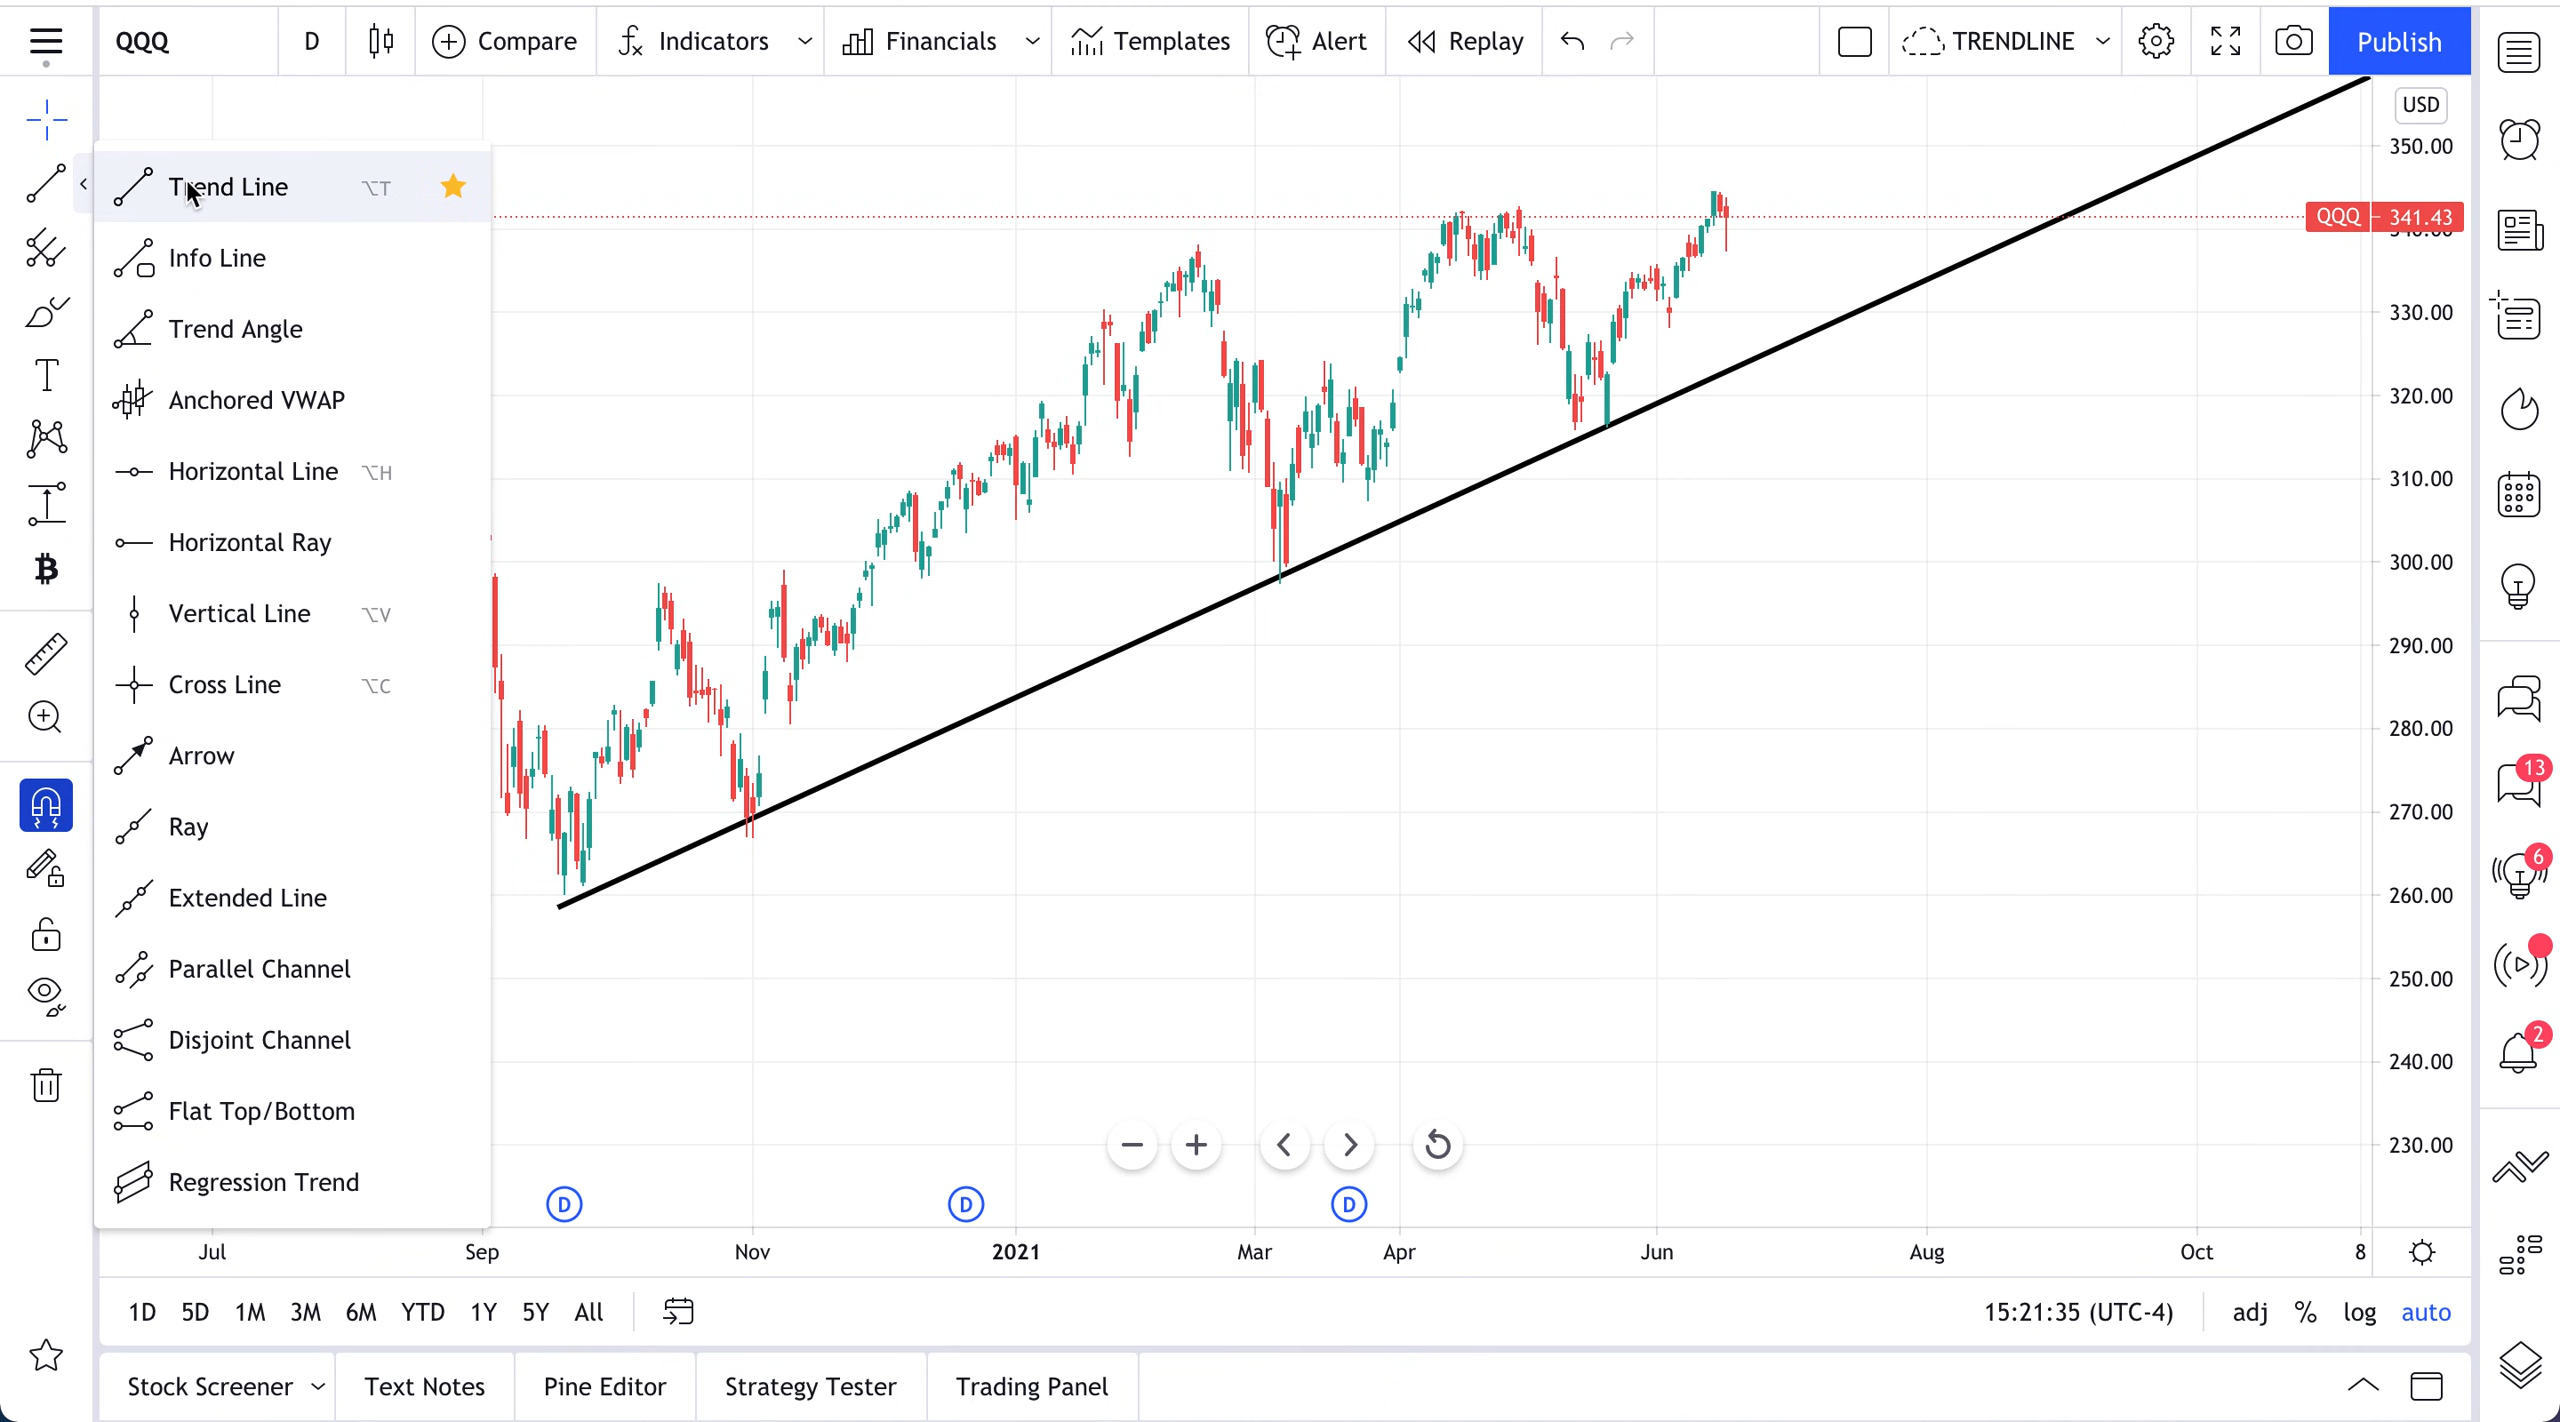 QQQ D Compare Indicators Financials Templates Alert Replay TRENDLINE Publish
USD
350.00
Trend Line ⌥T
QQQ 341.43
340.00
Info Line
330.00
Trend Angle
320.00
Anchored VWAP
Horizontal Line ⌥H
310.00
Horizontal Ray
300.00
Vertical Line ⌥V
290.00
Cross Line ⌥C
280.00
Arrow
270.00
Ray
260.00
Extended Line
250.00
Parallel Channel
240.00
Disjoint Channel
Flat Top/Bottom
230.00
Regression Trend
D D D
Jul Sep Nov 2021 Mar Apr Jun Aug Oct 8
1D 5D 1M 3M 6M YTD 1Y 5Y All 15:21:35 (UTC-4) adj % log auto
Stock Screener Text Notes Pine Editor Strategy Tester Trading Panel
13
6
2